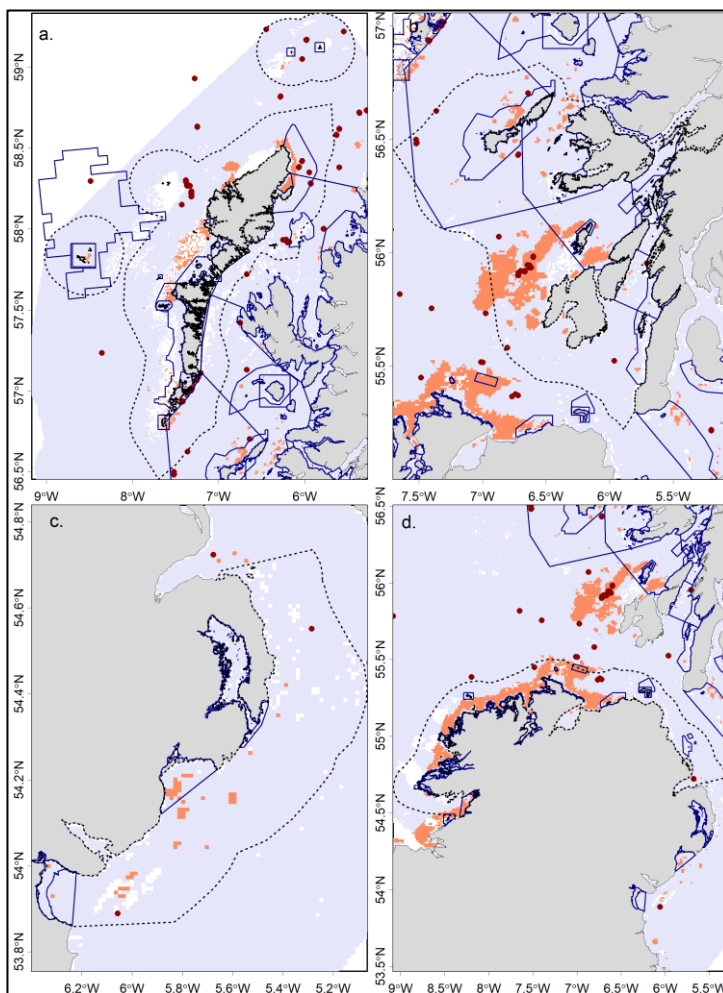 a.
59°N
58.5°N
58°N
57.5°N
57°N
56.5°N
9°W 8°W 7°W 6°W
b.
57°N
56.5°N
56°N
55.5°N
7.5°W 7°W 6.5°W 6°W 5.5°W
c.
54.8°N
54.6°N
54.4°N
54.2°N
54°N
53.8°N
6.2°W 6°W 5.8°W 5.6°W 5.4°W 5.2°W
d.
56.5°N
56°N
55.5°N
55°N
54.5°N
54°N
53.5°N
9°W 8.5°W 8°W 7.5°W 7°W 6.5°W 6°W 5.5°W